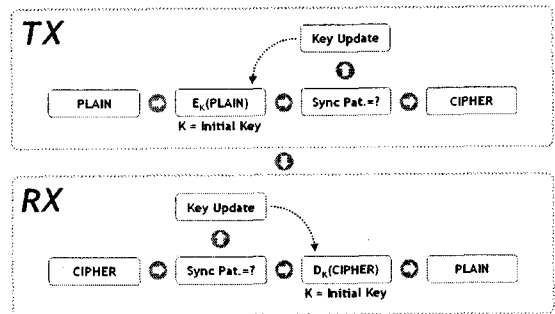 TX
Key Update
PLAIN
E_K(PLAIN)
Sync Pat.=?
CIPHER
K = Initial Key
RX
Key Update
CIPHER
Sync Pat.=?
D_K(CIPHER)
PLAIN
K = Initial Key